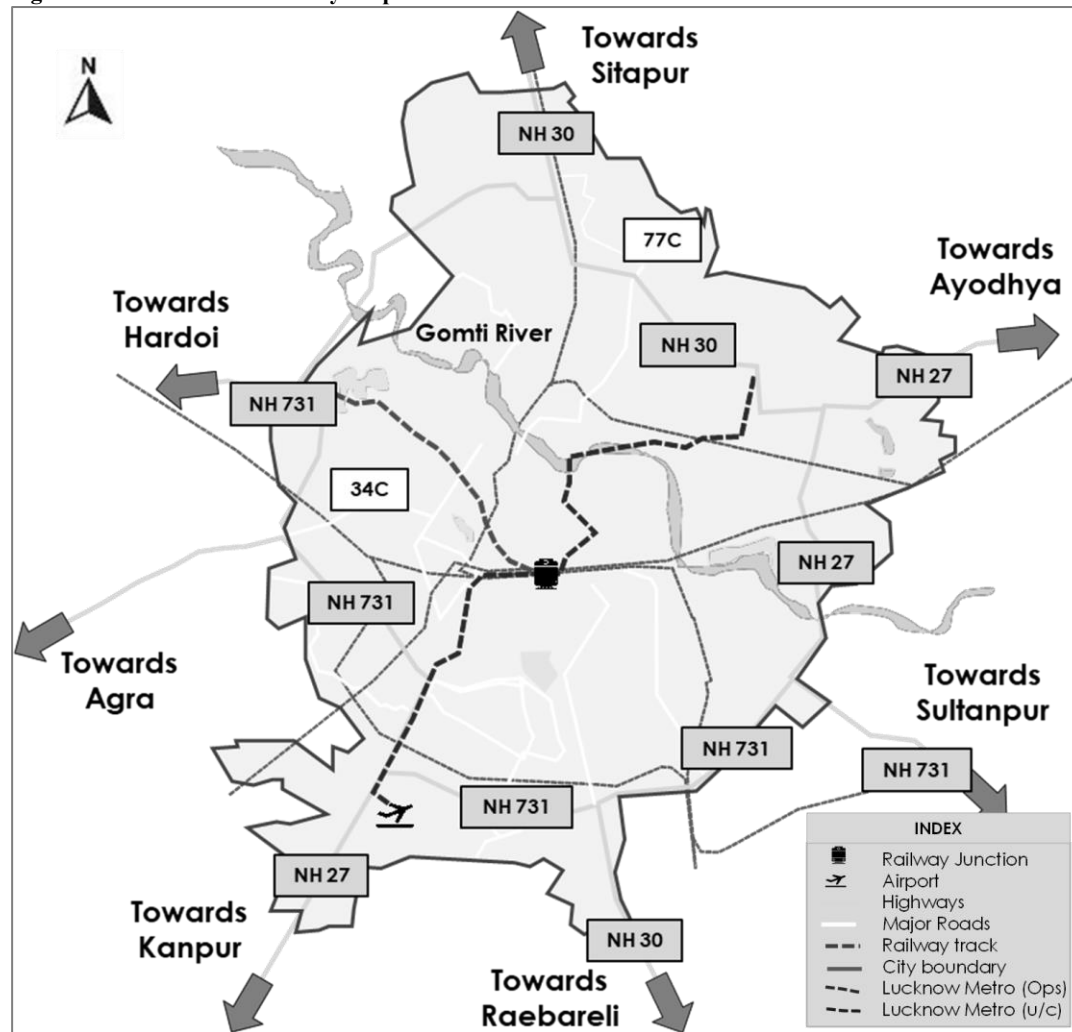 Towards
Sitapur
N
NH 30
77C
Towards
Ayodhya
Towards
Hardoi
Gomti River
NH 30
NH 27
NH 731
34C
NH 27
NH 731
Towards
Agra
Towards
Sultanpur
NH 731
NH 731
NH 731
NH 27
Towards
Kanpur
NH 30
Towards
Raebareli
INDEX
Railway Junction
Airport
Highways
Major Roads
Railway track
City boundary
Lucknow Metro (Ops)
Lucknow Metro (u/c)